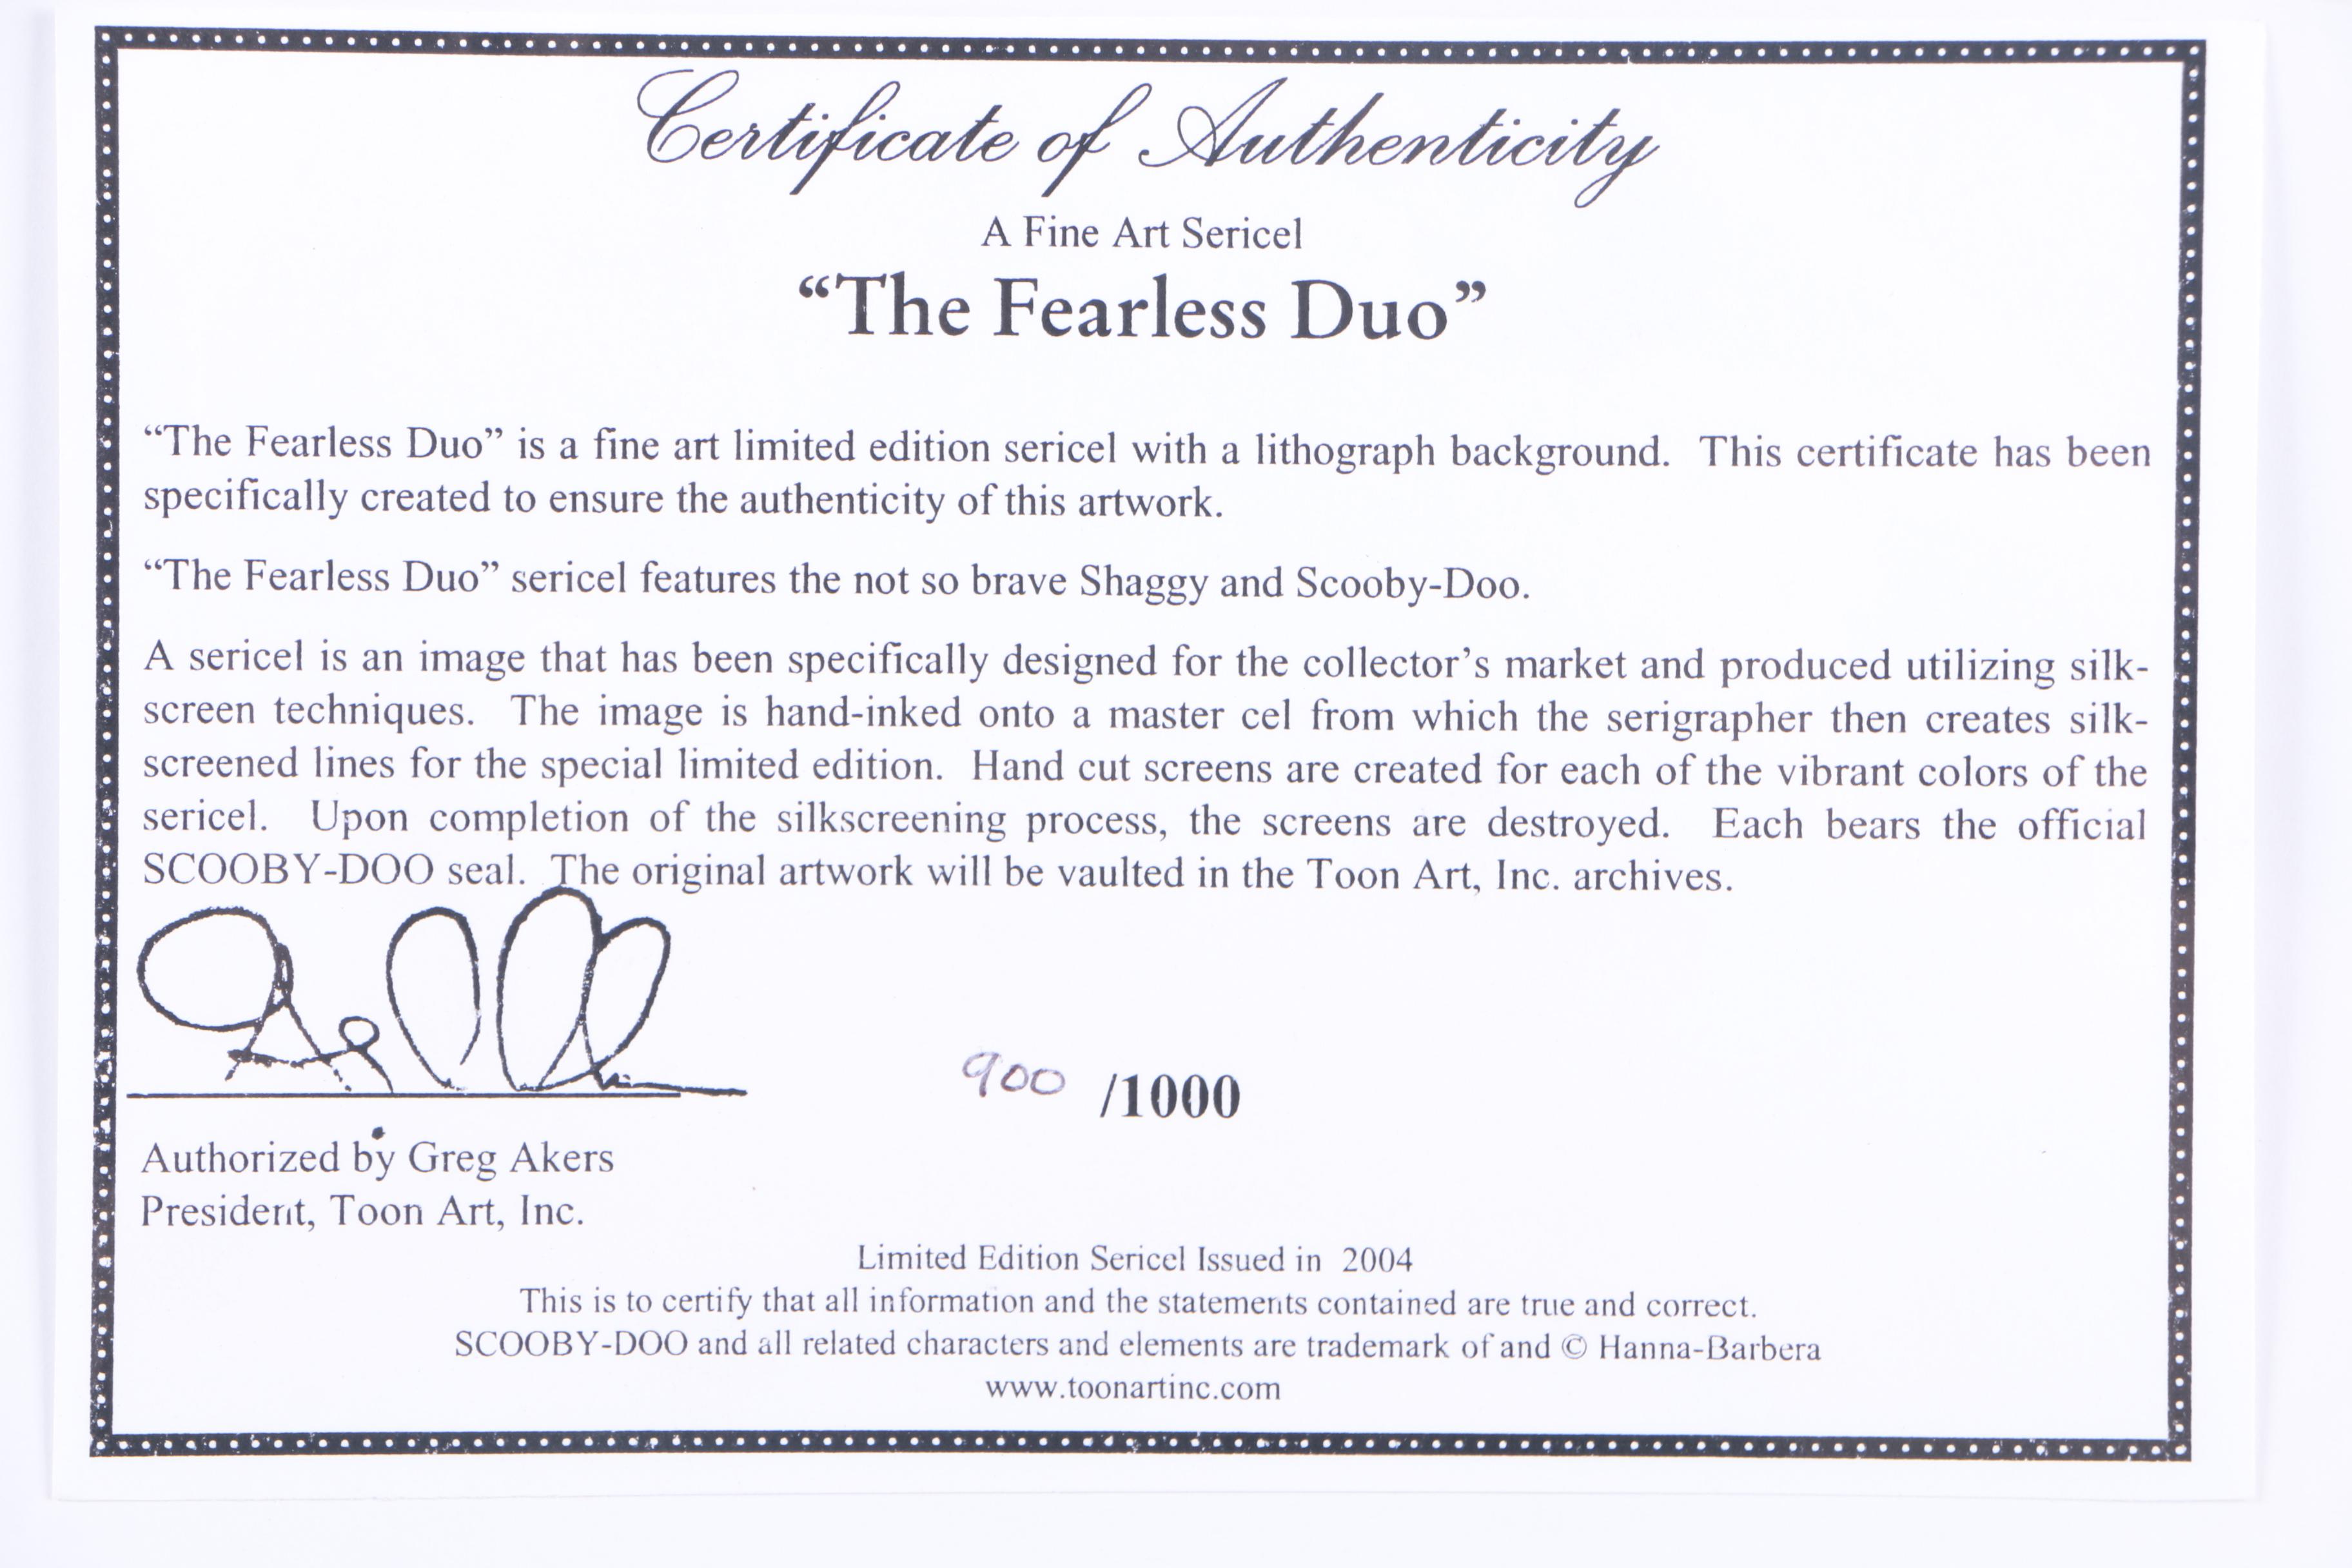 Certificate of Authenticity
A Fine Art Sericel
“The Fearless Duo”
“The Fearless Duo” is a fine art limited edition sericel with a lithograph background. This certificate has been
specifically created to ensure the authenticity of this artwork.
“The Fearless Duo” sericel features the not so brave Shaggy and Scooby-Doo.
A sericel is an image that has been specifically designed for the collector’s market and produced utilizing silk-
screen techniques. The image is hand-inked onto a master cel from which the serigrapher then creates silk-
screened lines for the special limited edition. Hand cut screens are created for each of the vibrant colors of the
sericel. Upon completion of the silkscreening process, the screens are destroyed. Each bears the official
SCOOBY-DOO seal. The original artwork will be vaulted in the Toon Art, Inc. archives.
900 /1000
Authorized by Greg Akers
President, Toon Art, Inc.
Limited Edition Sericel Issued in 2004
This is to certify that all information and the statements contained are true and correct.
SCOOBY-DOO and all related characters and elements are trademark of and © Hanna-Barbera
www.toonartinc.com